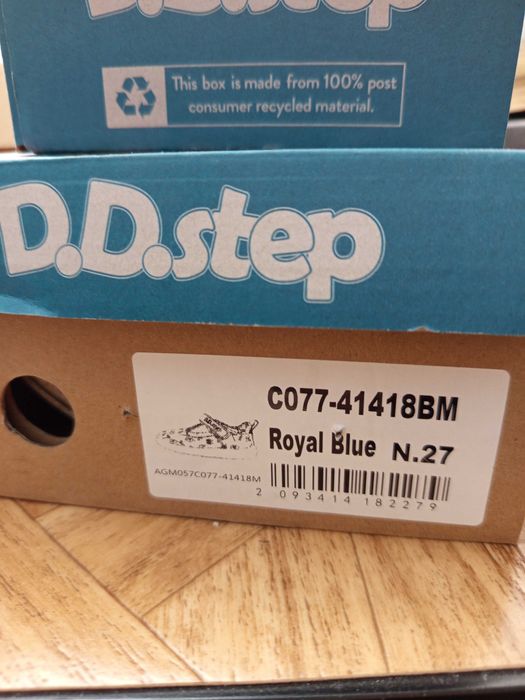 D.D.step
This box is made from 100% post
consumer recycled material.
D.D.step
C077-41418BM
Royal Blue N.27
AGM057C077-41418M
2 093414 182279